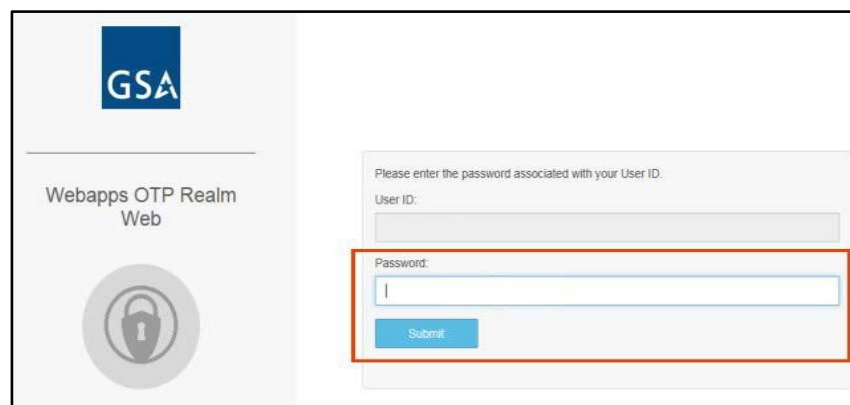 GSA
Webapps OTP Realm
Web
Please enter the password associated with your User ID.
User ID:
Password:
Submit